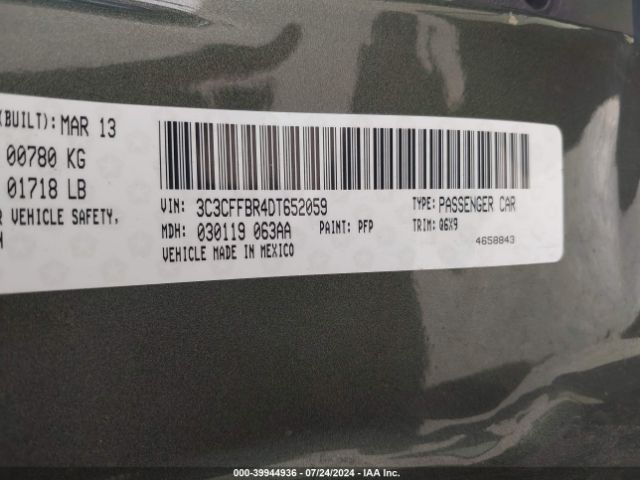 (BUILT): MAR 13
00780 KG
01718 LB
VEHICLE SAFETY,
VIN: 3C3CFFBR4DT652059 TYPE: PASSENGER CAR
MDH: 030119 063AA PAINT: PFP TRIM: Q6X9
VEHICLE MADE IN MEXICO 4658843
000-39944936 - 07/24/2024 - IAA Inc.